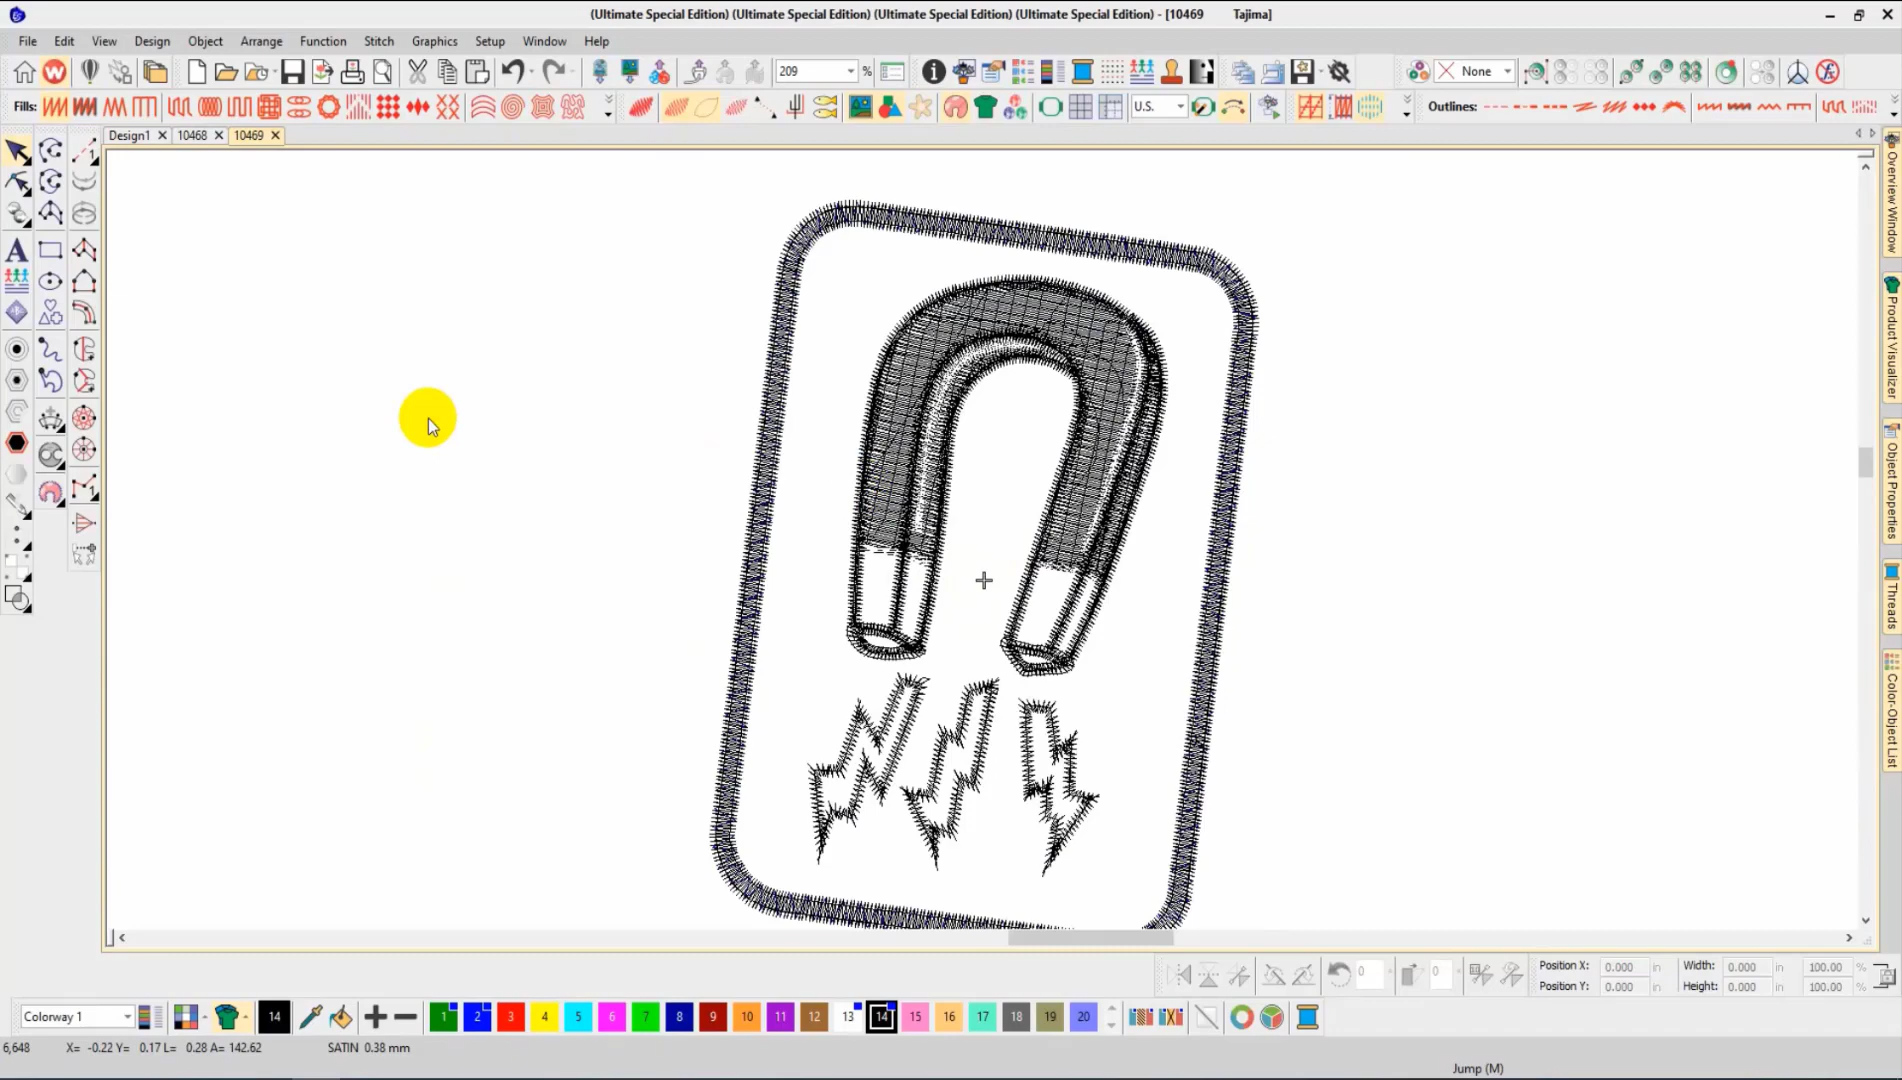 (Ultimate Special Edition) (Ultimate Special Edition) (Ultimate Special Edition) (Ultimate Special Edition) - [10469 Tajima]
File Edit View Design Object Arrange Function Stitch Graphics Setup Window Help
209 % None
Fills: U.S. Outlines:
Design1 10468 10469
1
A
1
Overview Window
Product Visualizer
Object Properties
Threads
Color-Object List
0 0 Position X: 0.000 in Width: 0.000 in 100.00 %
Position Y: 0.000 in Height: 0.000 in 100.00 %
Colorway 1 14 1 2 3 4 5 6 7 8 9 10 11 12 13 14 15 16 17 18 19 20
6,648 X= -0.22 Y= 0.17 L= 0.28 A= 142.62 SATIN 0.38 mm
Jump (M)